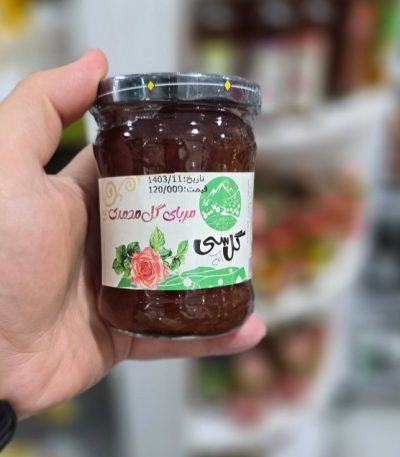 تاریخ:1403/11
قیمت:120/000
مربای گل محمدی
گل سی